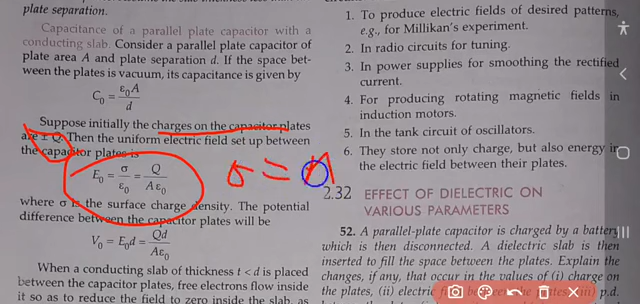 plate separation.
Capacitance of a parallel plate capacitor with a
conducting slab. Consider a parallel plate capacitor of
plate area A and plate separation d. If the space bet-
ween the plates is vacuum, its capacitance is given by
C₀ = ε₀A / d
Suppose initially the charges on the capacitor plates
are ± Q. Then the uniform electric field set up between
the capacitor plates is
E₀ = σ / ε₀ = Q / Aε₀
σ =
where σ is the surface charge density. The potential
difference between the capacitor plates will be
V₀ = E₀d = Qd / Aε₀
When a conducting slab of thickness t < d is placed
between the capacitor plates, free electrons flow inside
it so as to reduce the field to zero inside the slab, as
1. To produce electric fields of desired patterns,
e.g., for Millikan's experiment.
2. In radio circuits for tuning.
3. In power supplies for smoothing the rectified
current.
4. For producing rotating magnetic fields in
induction motors.
5. In the tank circuit of oscillators.
6. They store not only charge, but also energy in
the electric field between their plates.
2.32 EFFECT OF DIELECTRIC ON
VARIOUS PARAMETERS
52. A parallel-plate capacitor is charged by a battery
which is then disconnected. A dielectric slab is then
inserted to fill the space between the plates. Explain the
changes, if any, that occur in the values of (i) charge on
the plates, (ii) electric p.d.